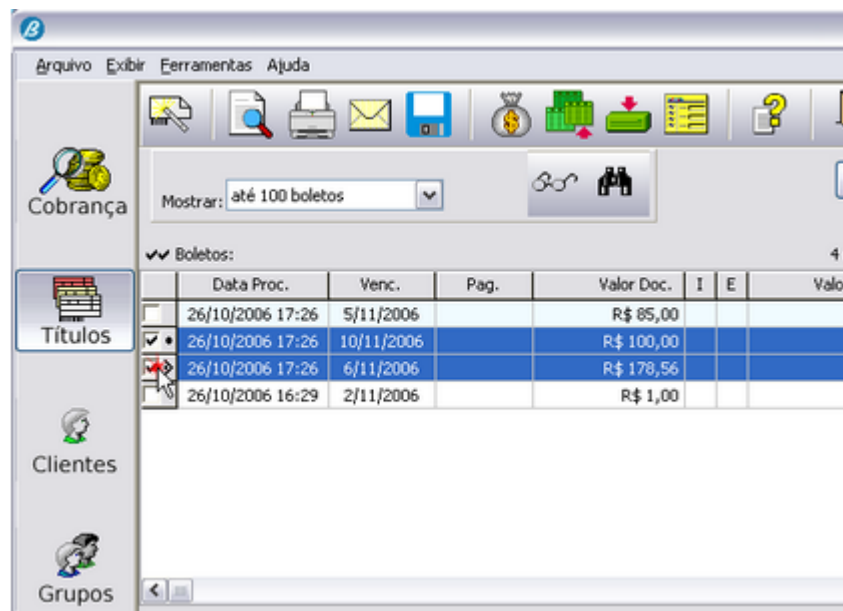 Arquivo Exibir Ferramentas Ajuda
Cobrança
Mostrar: até 100 boletos
Boletos: 4
Data Proc. Venc. Pag. Valor Doc. I E Valo
26/10/2006 17:26 5/11/2006 R$ 85,00
Títulos
26/10/2006 17:26 10/11/2006 R$ 100,00
26/10/2006 17:26 6/11/2006 R$ 178,56
26/10/2006 16:29 2/11/2006 R$ 1,00
Clientes
Grupos